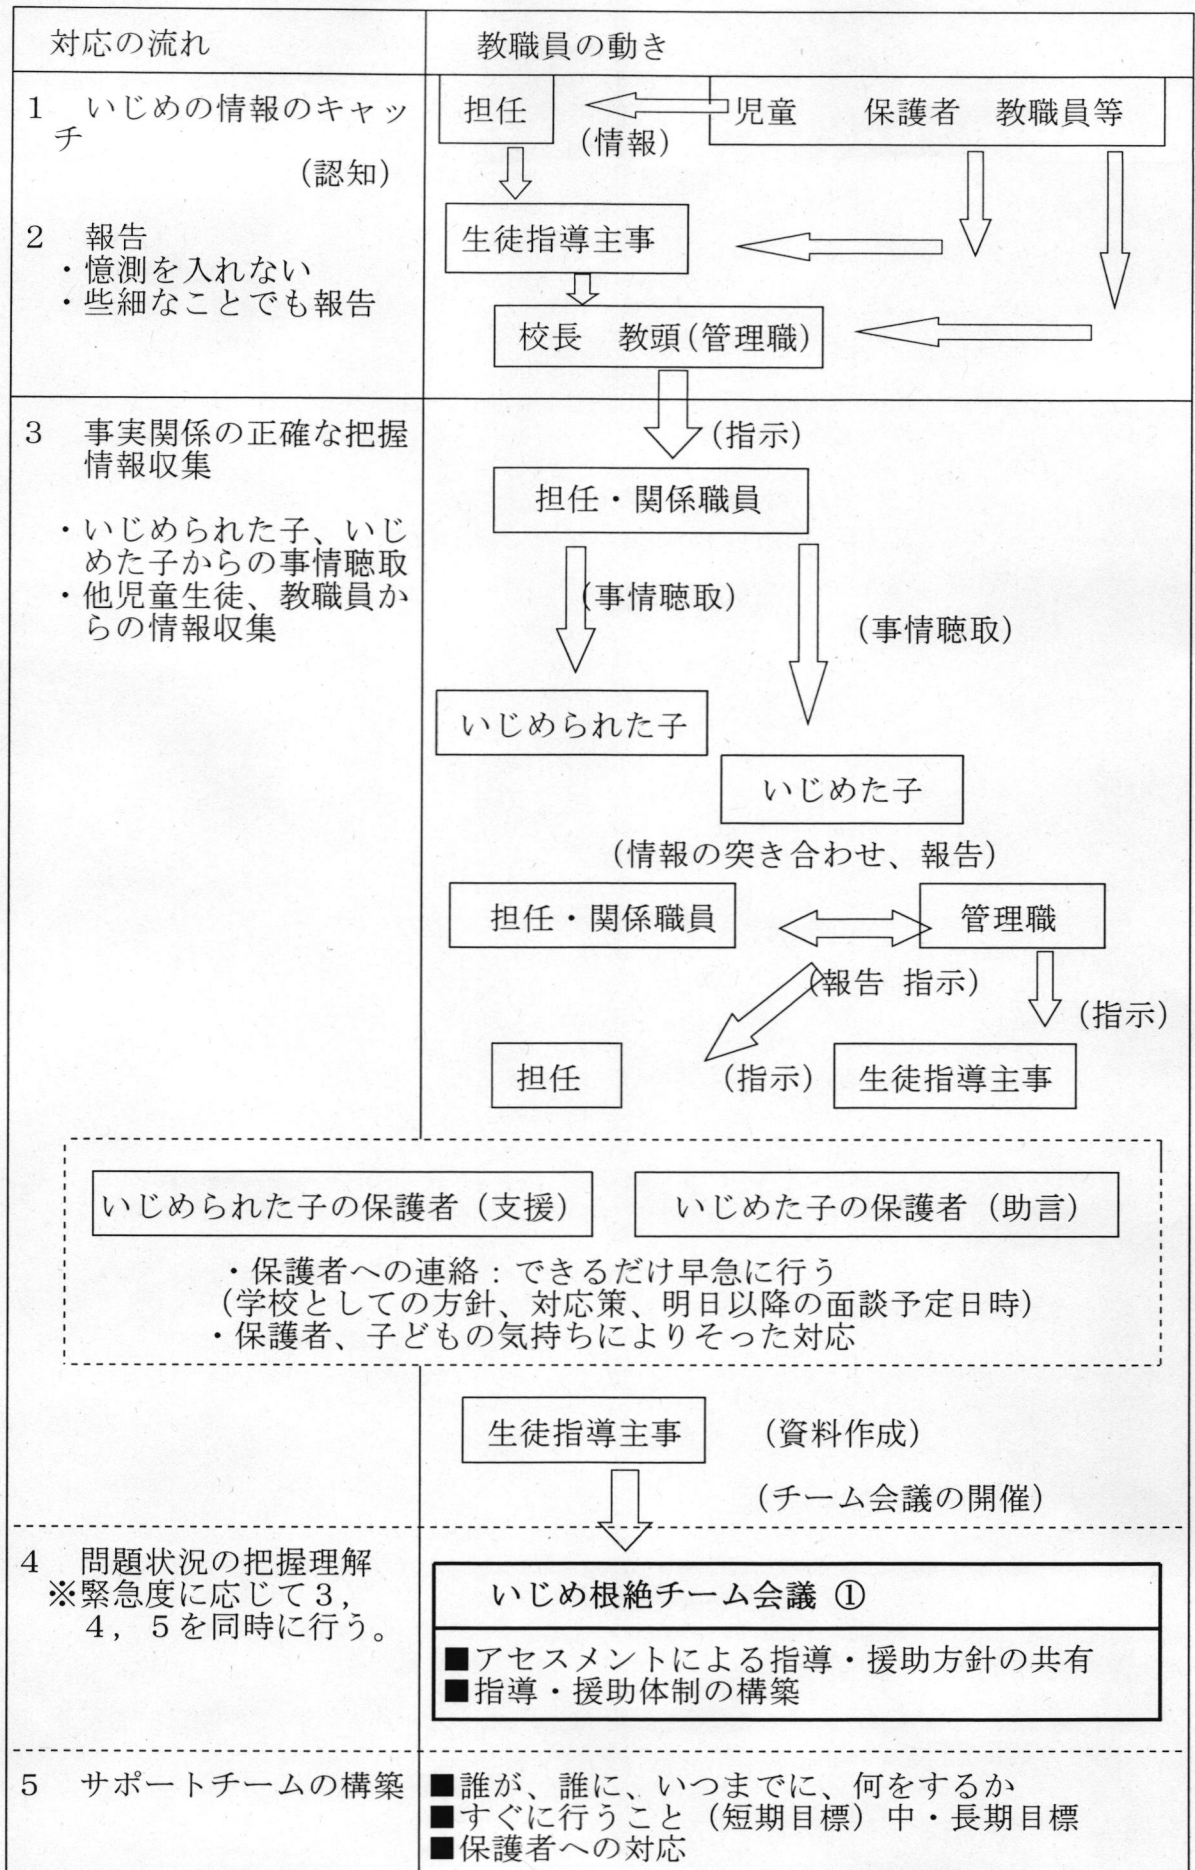 対応の流れ
教職員の動き
1　いじめの情報のキャッ
チ
（認知）
担任
児童　　保護者　教職員等
（情報）
2　報告
・憶測を入れない
・些細なことでも報告
生徒指導主事
校長　教頭（管理職）
3　事実関係の正確な把握
情報収集
・いじめられた子、いじ
めた子からの事情聴取
・他児童生徒、教職員か
らの情報収集
（指示）
担任・関係職員
（事情聴取）
（事情聴取）
いじめられた子
いじめた子
（情報の突き合わせ、報告）
担任・関係職員
管理職
（報告 指示）
（指示）
担任
（指示）
生徒指導主事
いじめられた子の保護者（支援）
いじめた子の保護者（助言）
・保護者への連絡：できるだけ早急に行う
（学校としての方針、対応策、明日以降の面談予定日時）
・保護者、子どもの気持ちによりそった対応
生徒指導主事
（資料作成）
（チーム会議の開催）
4　問題状況の把握理解
※緊急度に応じて３，
４，５を同時に行う。
いじめ根絶チーム会議 ①
■アセスメントによる指導・援助方針の共有
■指導・援助体制の構築
5　サポートチームの構築
■誰が、誰に、いつまでに、何をするか
■すぐに行うこと（短期目標）中・長期目標
■保護者への対応